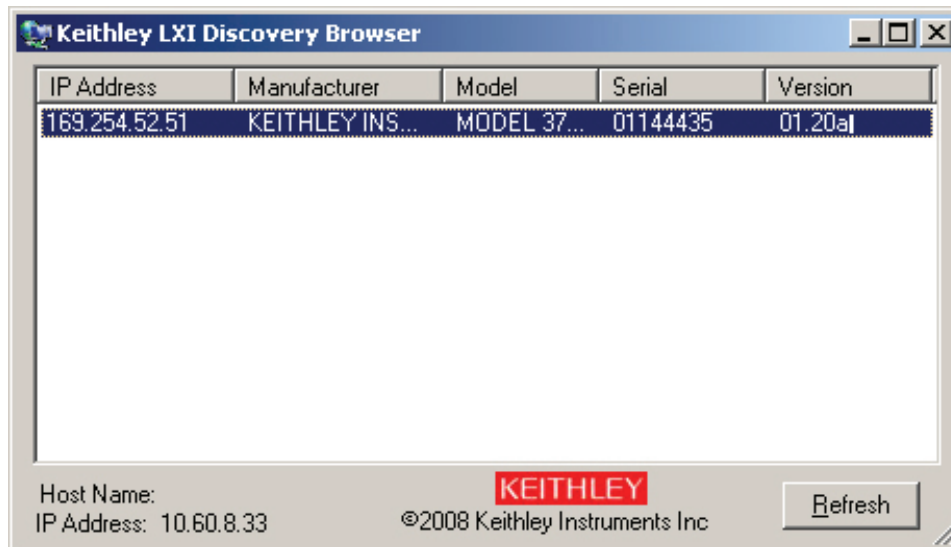 Keithley LXI Discovery Browser
IP Address Manufacturer Model Serial Version
169.254.52.51 KEITHLEY INS... MODEL 37... 01144435 01.20a
Host Name:
IP Address: 10.60.8.33
KEITHLEY
©2008 Keithley Instruments Inc
Refresh